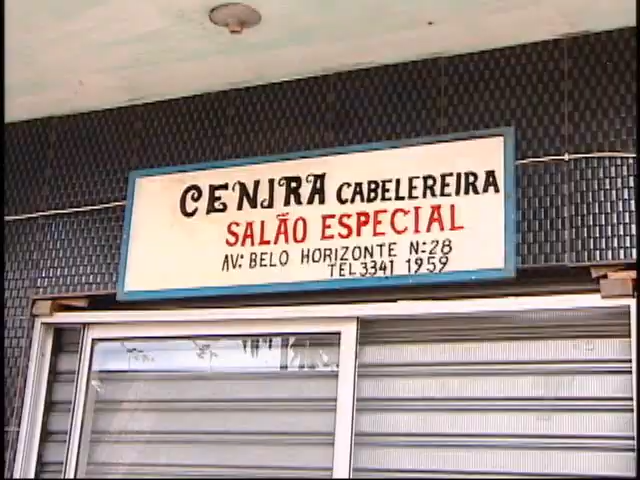 CENIRA CABELEREIRA
SALÃO ESPECIAL
AV: BELO HORIZONTE N:28
TEL 3341 1959